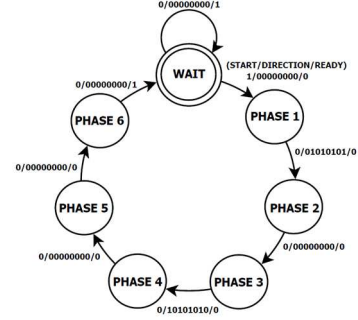 0/00000000/1
WAIT
(START/DIRECTION/READY)
1/00000000/0
0/00000000/1
PHASE 6
PHASE 1
0/01010101/0
0/00000000/0
PHASE 5
PHASE 2
0/00000000/0
0/00000000/0
PHASE 4
PHASE 3
0/10101010/0